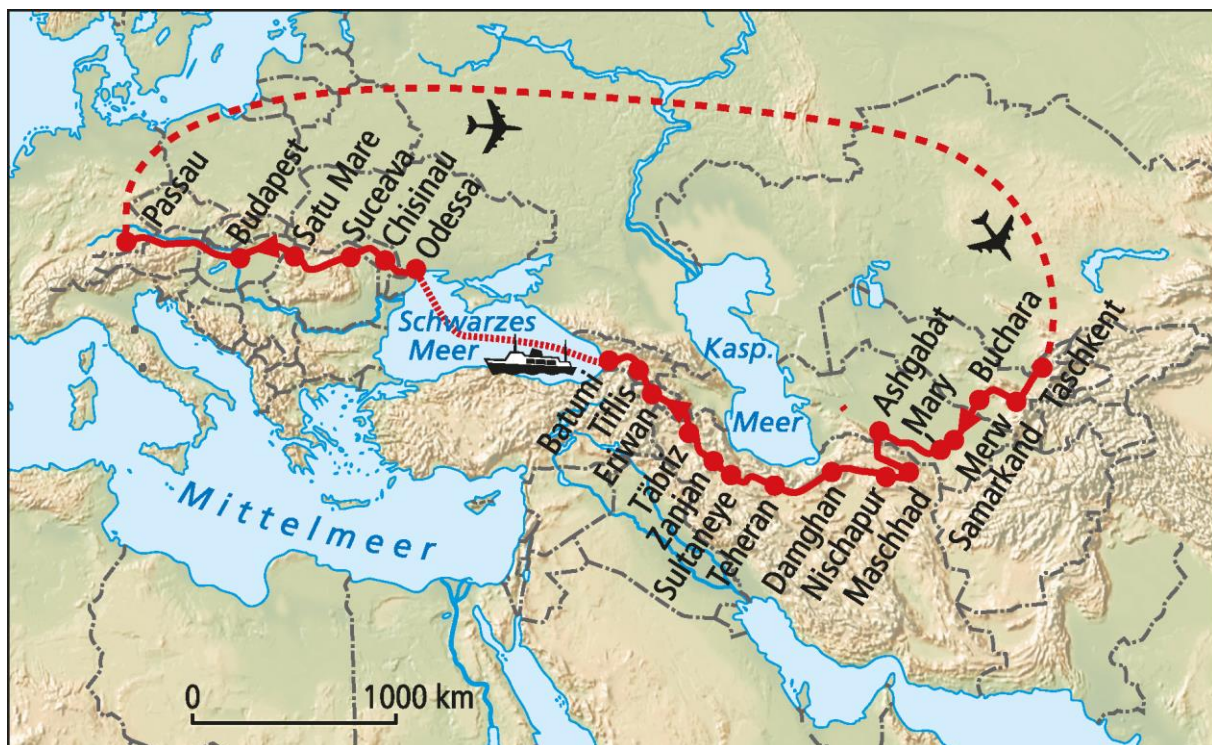 Passau
Budapest
Satu Mare
Suceava
Chisinau
Odessa
Schwarzes
Meer
Kasp.
Meer
Batumi
Tiflis
Eriwan
Täbriz
Zanjan
Sultaneye
Teheran
Damghan
Nischapur
Maschhad
Ashgabat
Mary
Merw
Buchara
Samarkand
Taschkent
Mittelmeer
0 1000 km